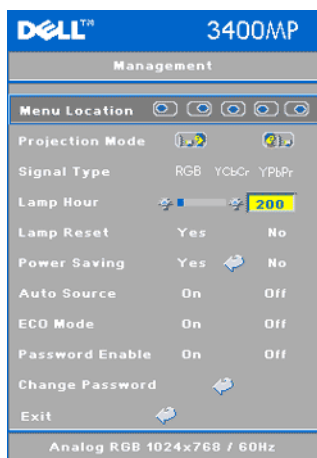 DELL™ 3400MP
Management
Menu Location
Projection Mode
Signal Type RGB YCbCr YPbPr
Lamp Hour 200
Lamp Reset Yes No
Power Saving Yes No
Auto Source On Off
ECO Mode On Off
Password Enable On Off
Change Password
Exit
Analog RGB 1024x768 / 60Hz